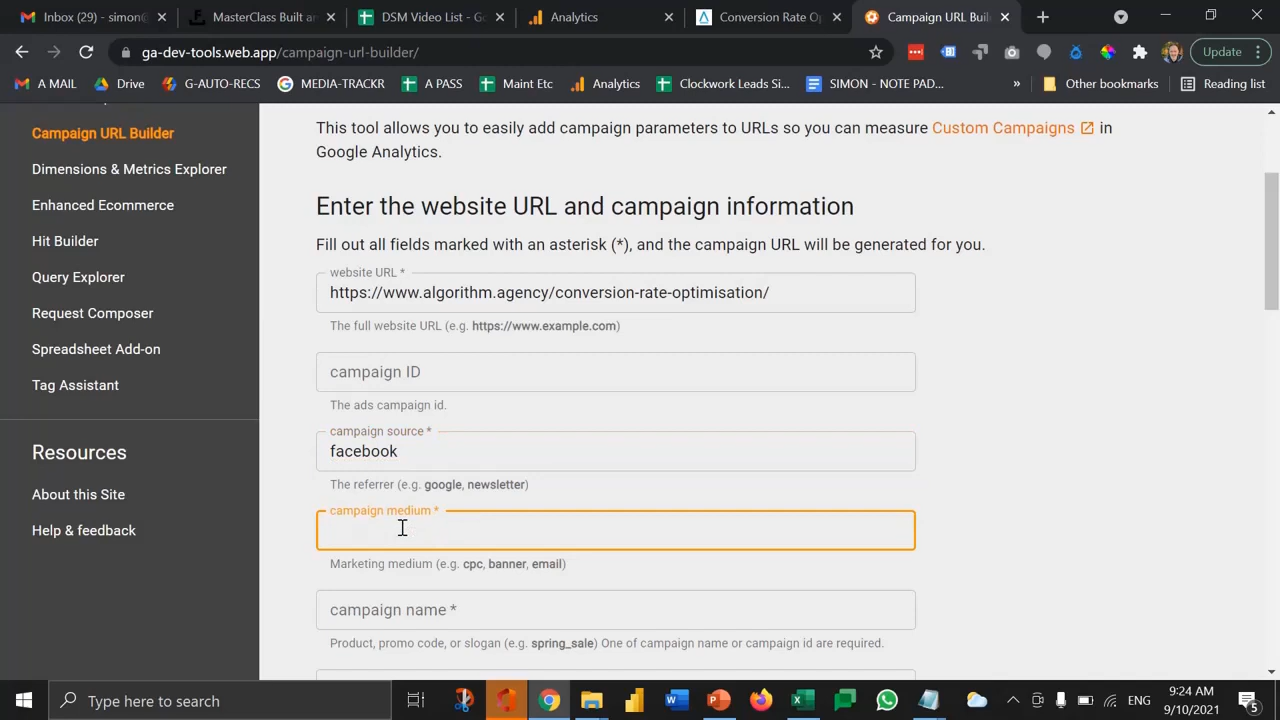 Inbox (29) - simon@
MasterClass Built an
DSM Video List - Go
Analytics
Conversion Rate Op
Campaign URL Buil
ga-dev-tools.web.app/campaign-url-builder/
Update
A MAIL
Drive
G-AUTO-RECS
MEDIA-TRACKR
A PASS
Maint Etc
Analytics
Clockwork Leads Si...
SIMON - NOTE PAD...
»
Other bookmarks
Reading list
Campaign URL Builder
Dimensions & Metrics Explorer
Enhanced Ecommerce
Hit Builder
Query Explorer
Request Composer
Spreadsheet Add-on
Tag Assistant
Resources
About this Site
Help & feedback
This tool allows you to easily add campaign parameters to URLs so you can measure Custom Campaigns in
Google Analytics.
Enter the website URL and campaign information
Fill out all fields marked with an asterisk (*), and the campaign URL will be generated for you.
website URL *
https://www.algorithm.agency/conversion-rate-optimisation/
The full website URL (e.g. https://www.example.com)
campaign ID
The ads campaign id.
campaign source *
facebook
The referrer (e.g. google, newsletter)
campaign medium *
Marketing medium (e.g. cpc, banner, email)
campaign name *
Product, promo code, or slogan (e.g. spring_sale) One of campaign name or campaign id are required.
Type here to search
ENG
9:24 AM
9/10/2021
5